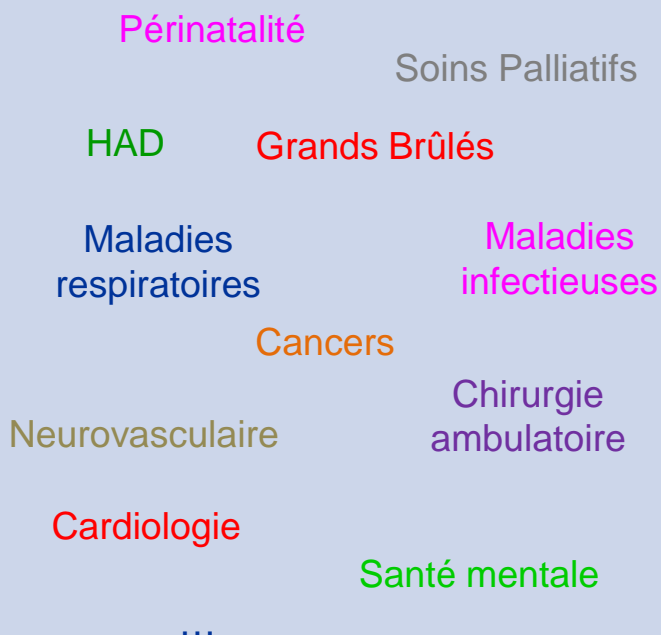 Périnatalité
Soins Palliatifs
HAD
Grands Brûlés
Maladies
respiratoires
Maladies
infectieuses
Cancers
Chirurgie
ambulatoire
Neurovasculaire
Cardiologie
Santé mentale
...